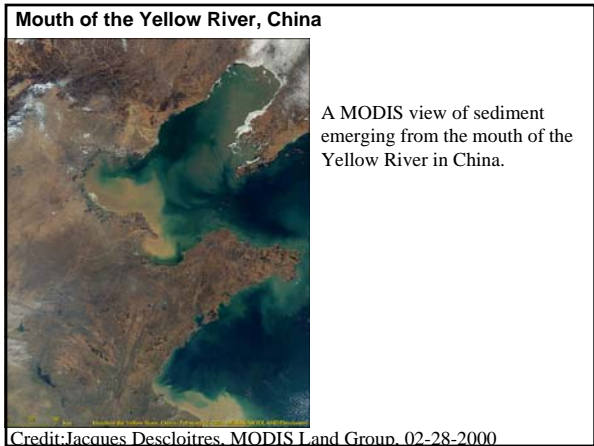 Mouth of the Yellow River, China
A MODIS view of sediment
emerging from the mouth of the
Yellow River in China.
Credit:Jacques Descloitres, MODIS Land Group, 02-28-2000